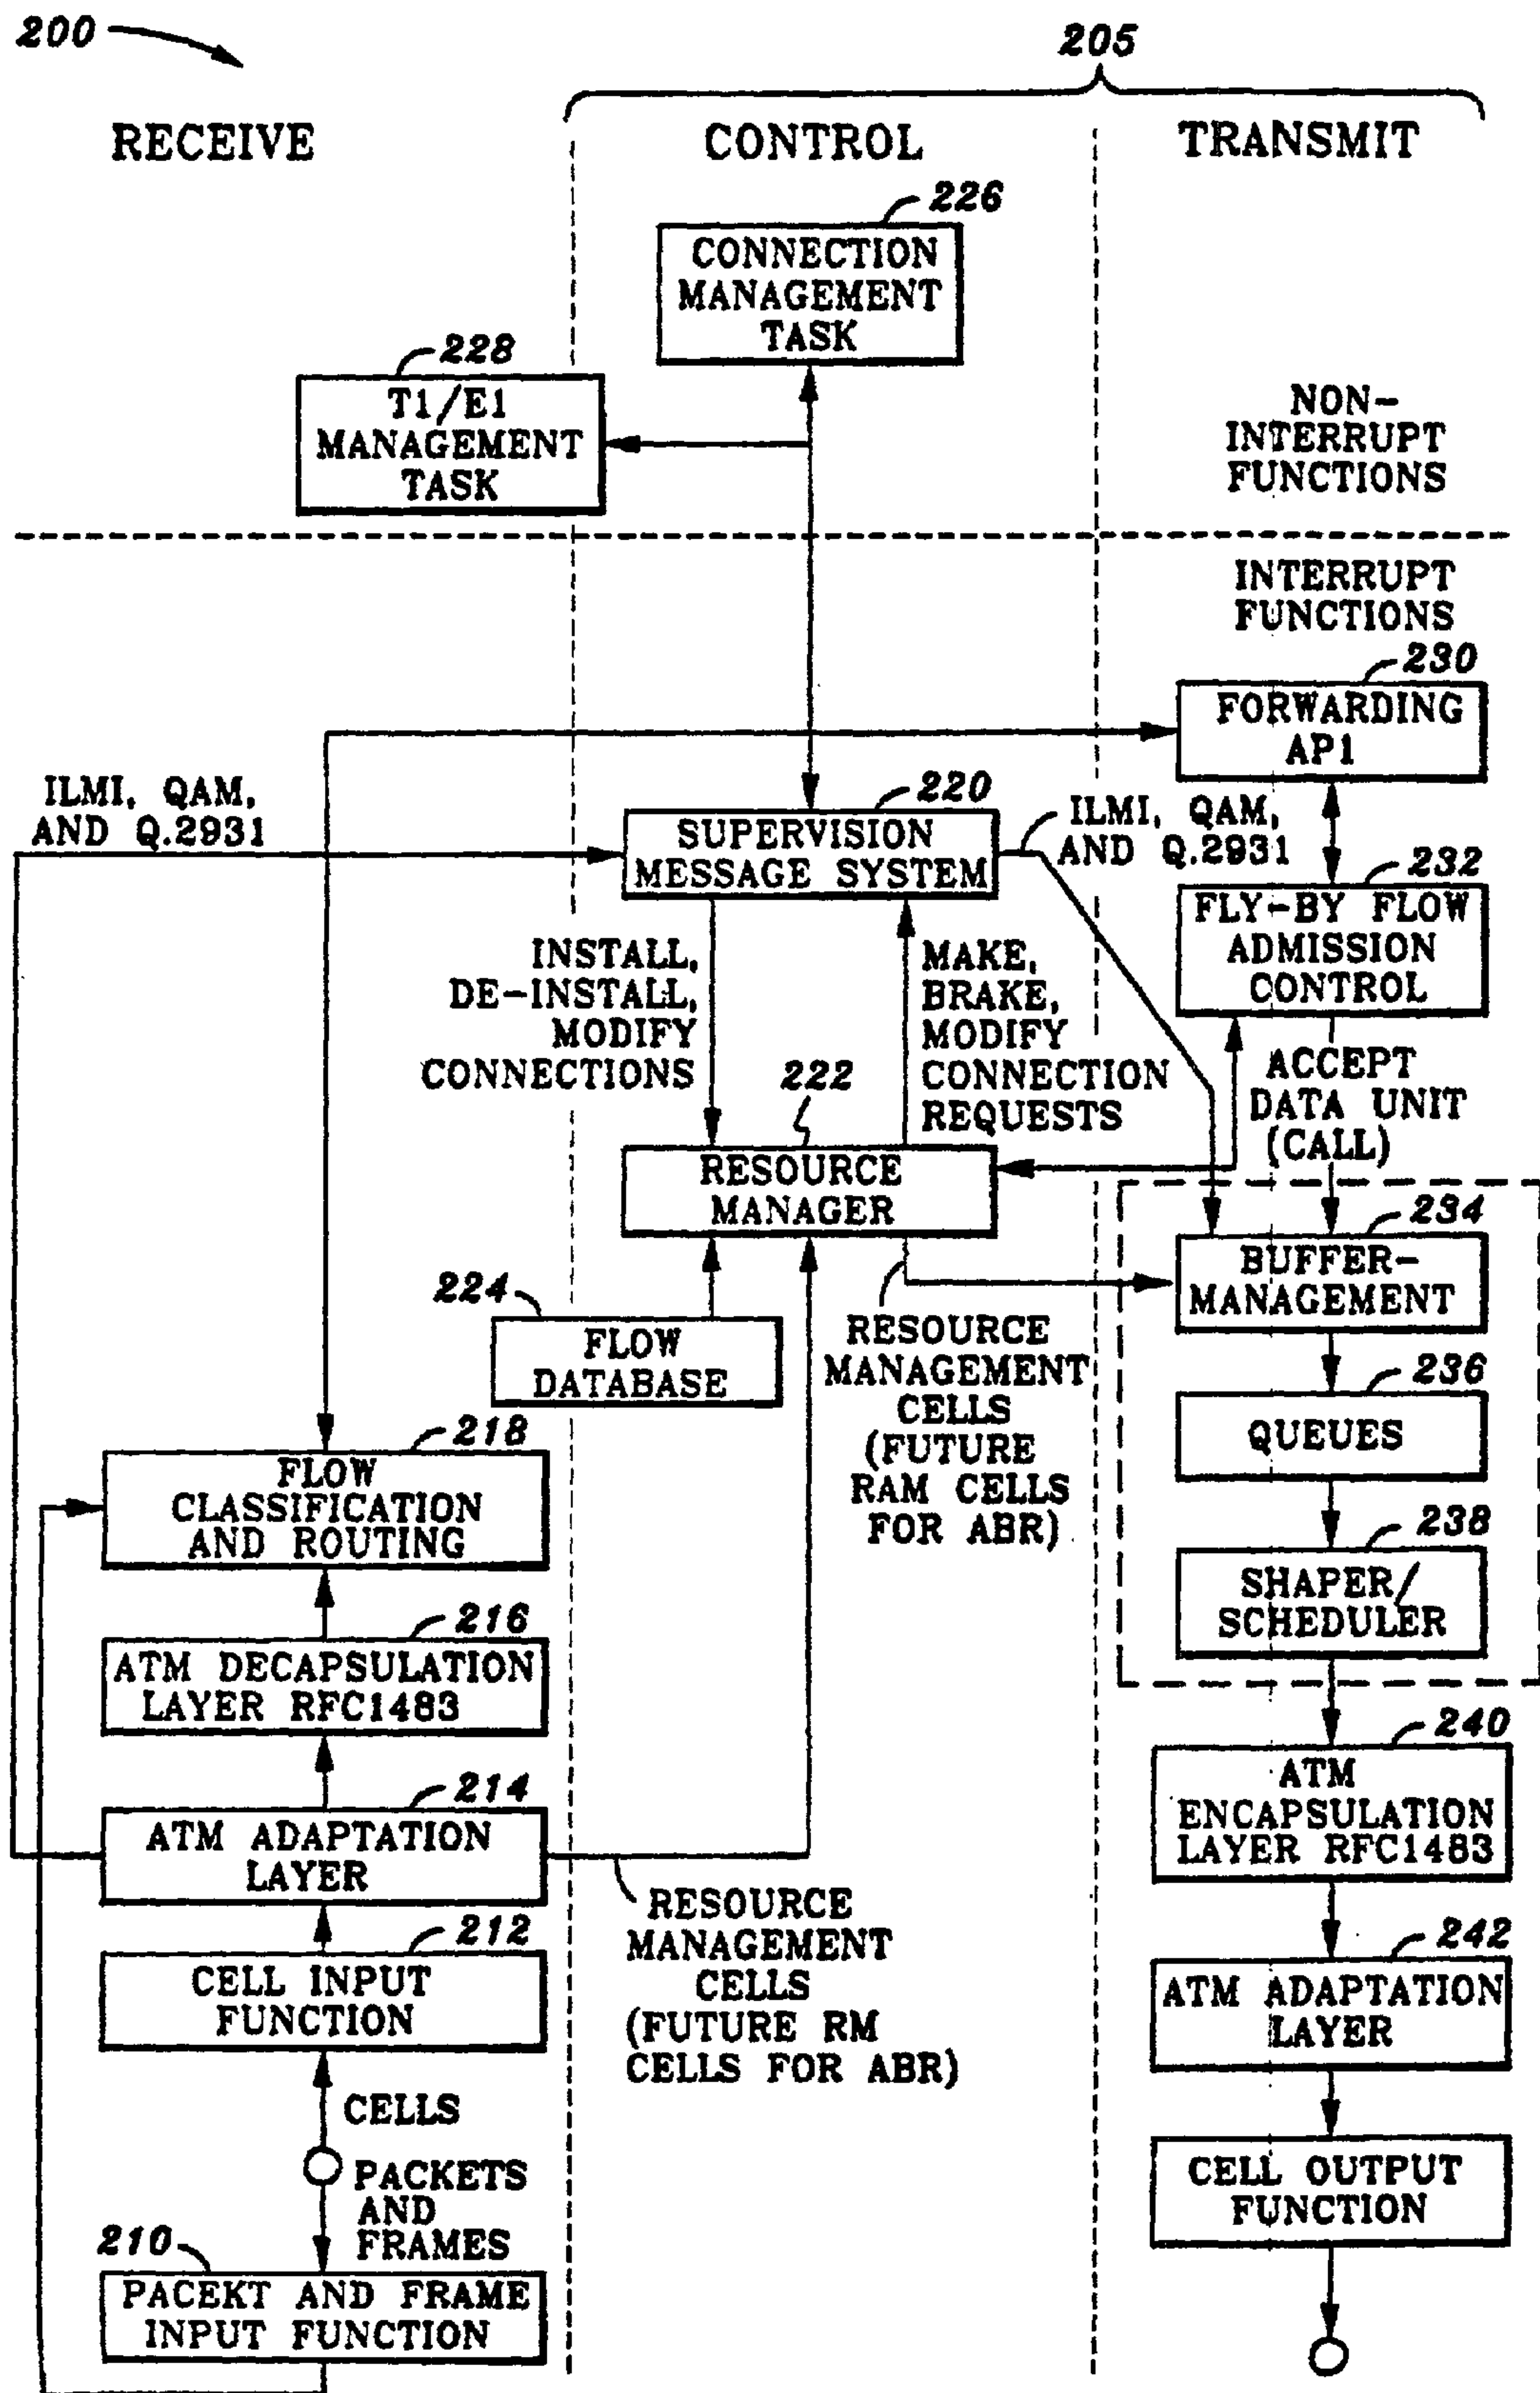 200
205
RECEIVE
CONTROL
TRANSMIT
226
CONNECTION
MANAGEMENT
TASK
228
T1/E1
MANAGEMENT
TASK
NON-
INTERRUPT
FUNCTIONS
INTERRUPT
FUNCTIONS
230
FORWARDING
AP1
ILMI, QAM,
AND Q.2931
220
SUPERVISION
MESSAGE SYSTEM
ILMI, QAM,
AND Q.2931
232
FLY-BY FLOW
ADMISSION
CONTROL
INSTALL,
DE-INSTALL,
MODIFY
CONNECTIONS
MAKE,
BRAKE,
MODIFY
CONNECTION
REQUESTS
ACCEPT
DATA UNIT
(CALL)
222
RESOURCE
MANAGER
234
BUFFER-
MANAGEMENT
224
FLOW
DATABASE
RESOURCE
MANAGEMENT
CELLS
(FUTURE
RAM CELLS
FOR ABR)
236
QUEUES
218
FLOW
CLASSIFICATION
AND ROUTING
238
SHAPER/
SCHEDULER
216
ATM DECAPSULATION
LAYER RFC1483
240
ATM
ENCAPSULATION
LAYER RFC1483
214
ATM ADAPTATION
LAYER
RESOURCE
MANAGEMENT
CELLS
(FUTURE RM
CELLS FOR ABR)
212
CELL INPUT
FUNCTION
242
ATM ADAPTATION
LAYER
CELLS
PACKETS
AND
FRAMES
CELL OUTPUT
FUNCTION
210
PACEKT AND FRAME
INPUT FUNCTION